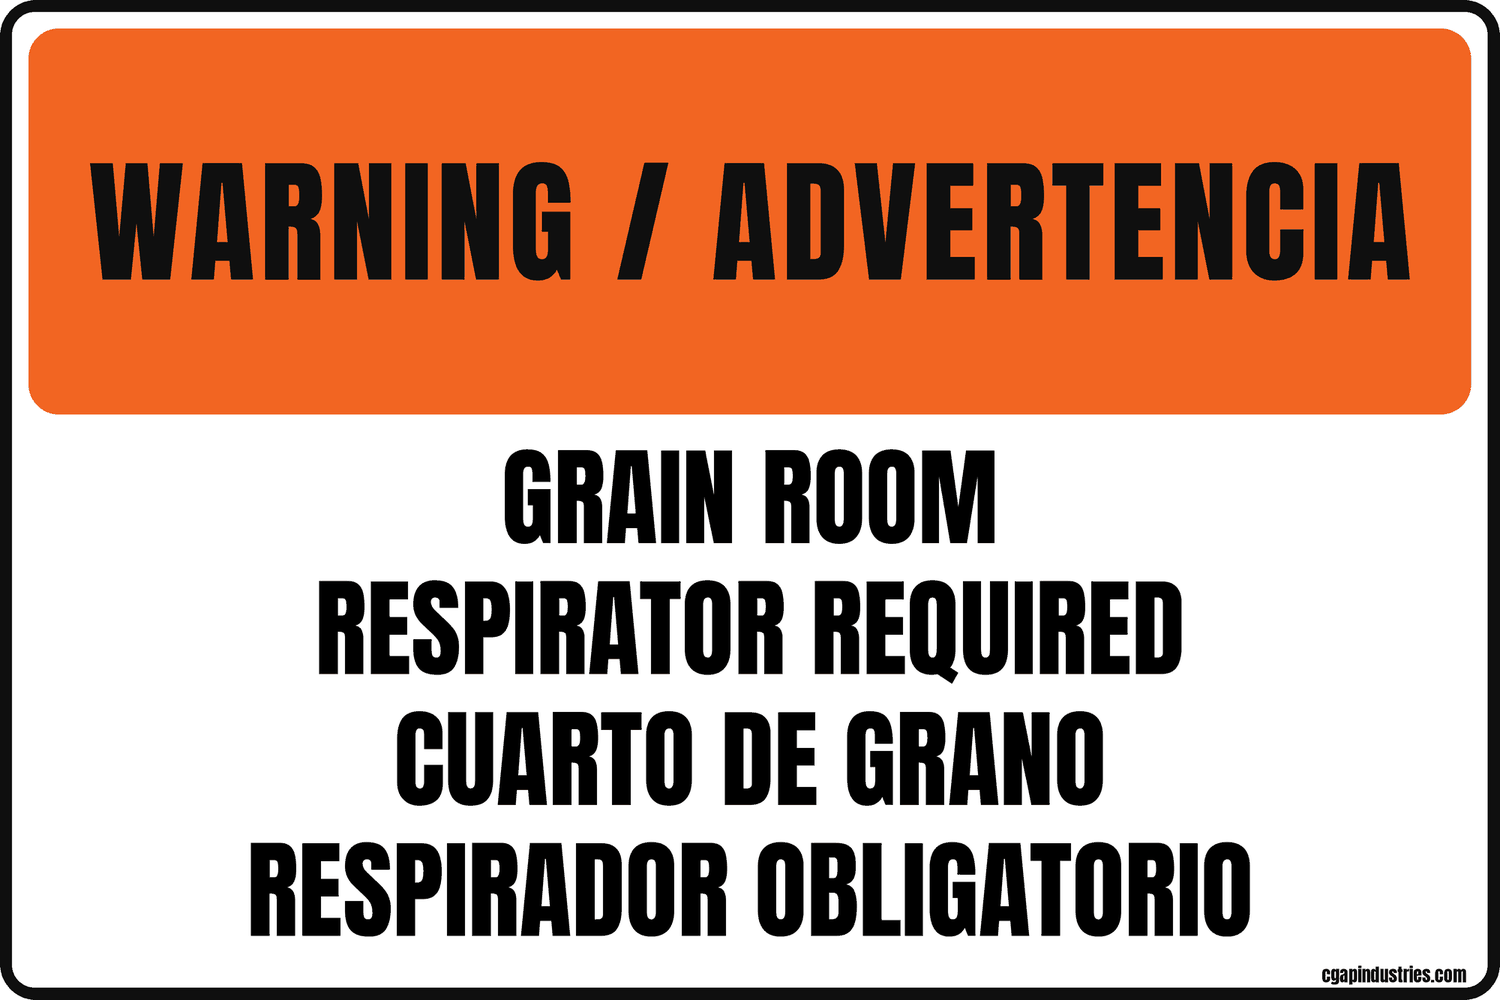 WARNING / ADVERTENCIA
GRAIN ROOM
RESPIRATOR REQUIRED
CUARTO DE GRANO
RESPIRADOR OBLIGATORIO
cgapindustries.com